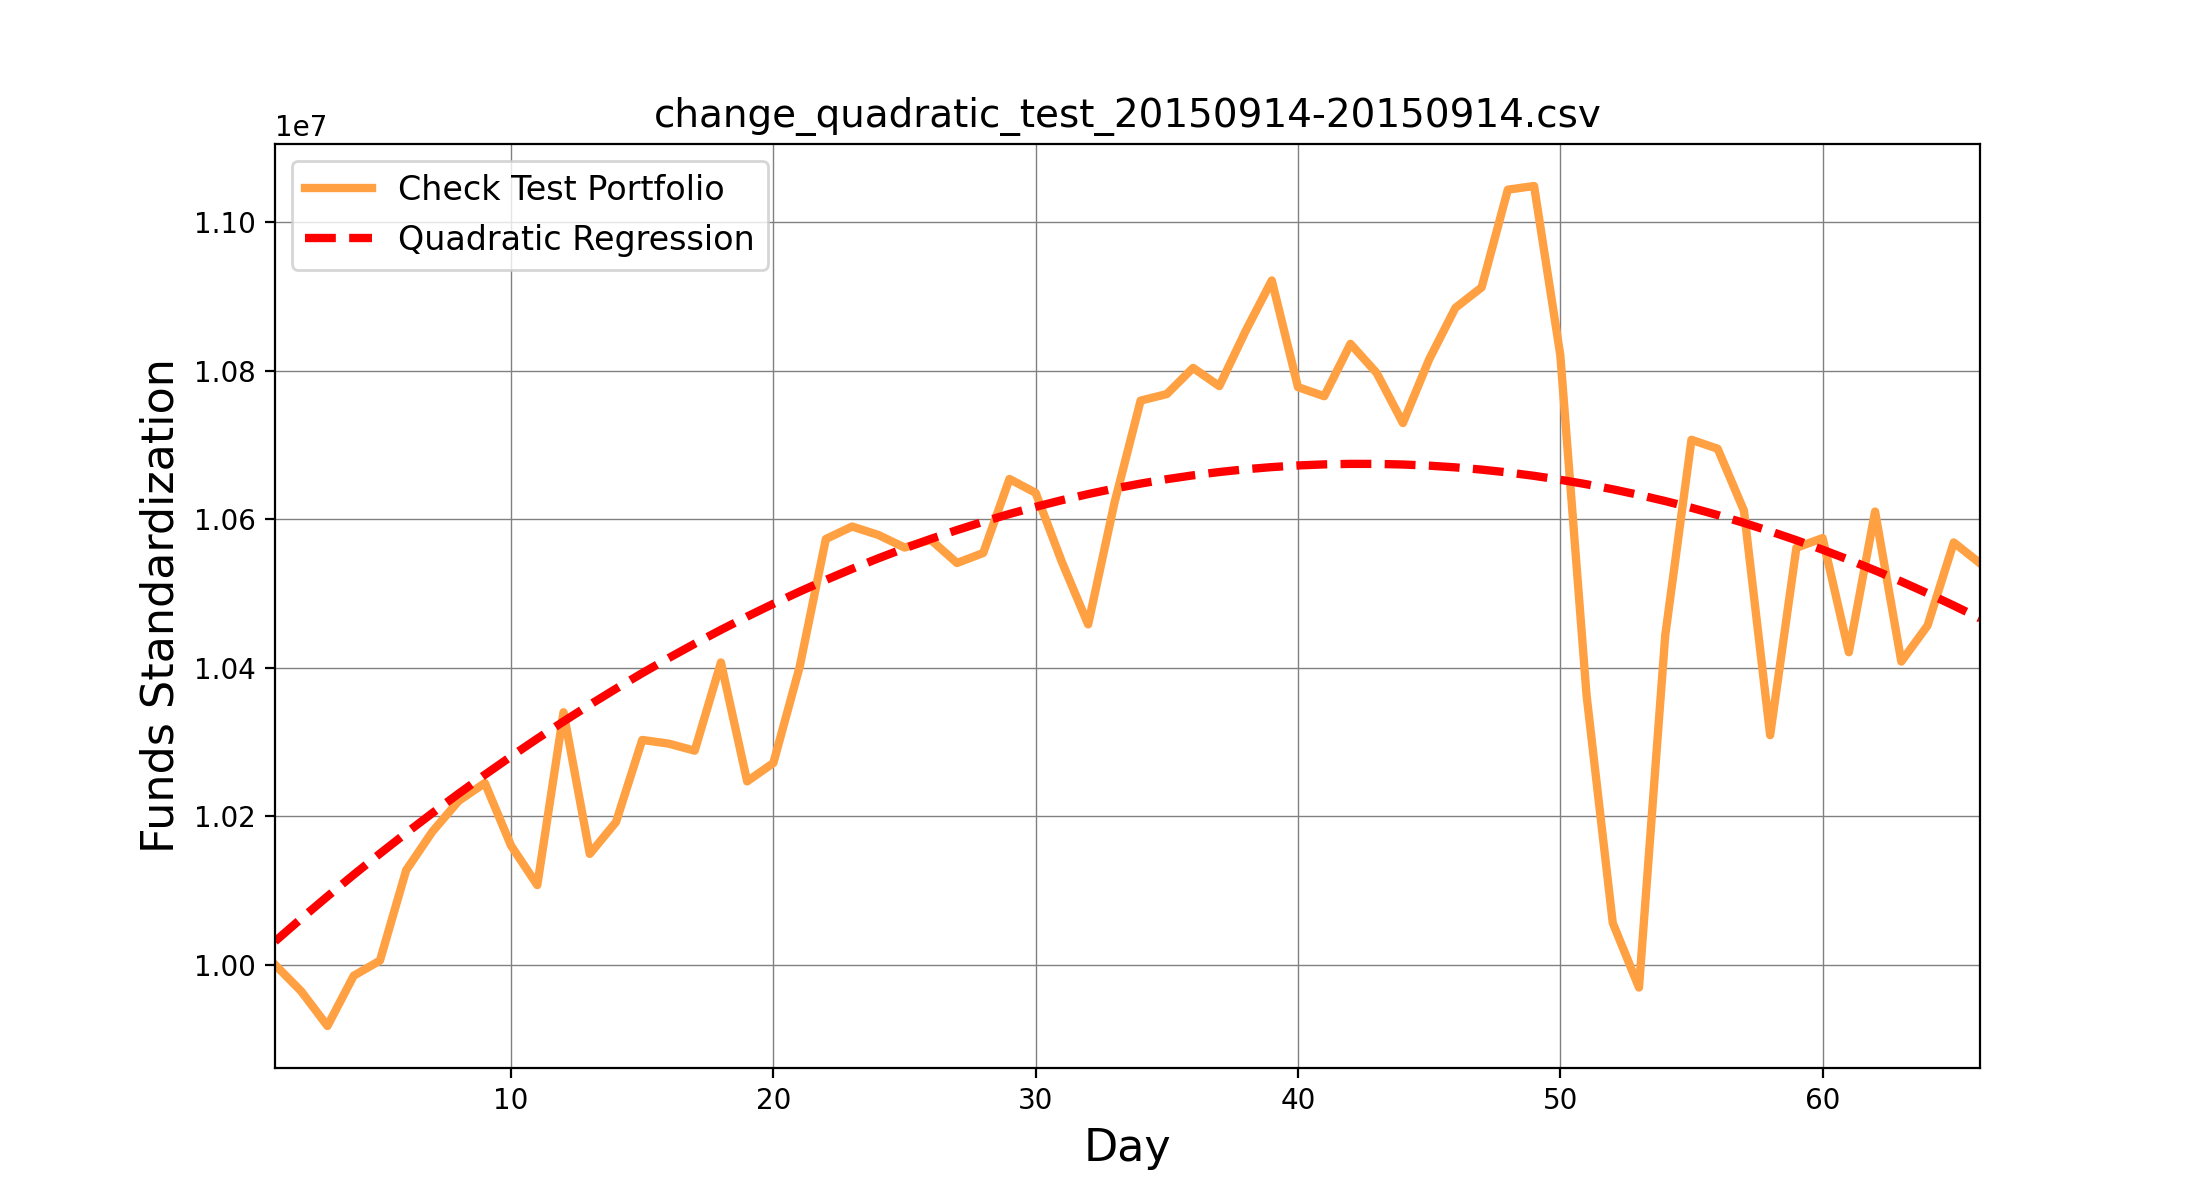 change_quadratic_test_20150914-20150914.csv
1e7
Check Test Portfolio
Quadratic Regression
1.10
1.08
1.06
1.04
1.02
1.00
Funds Standardization
10 20 30 40 50 60
Day